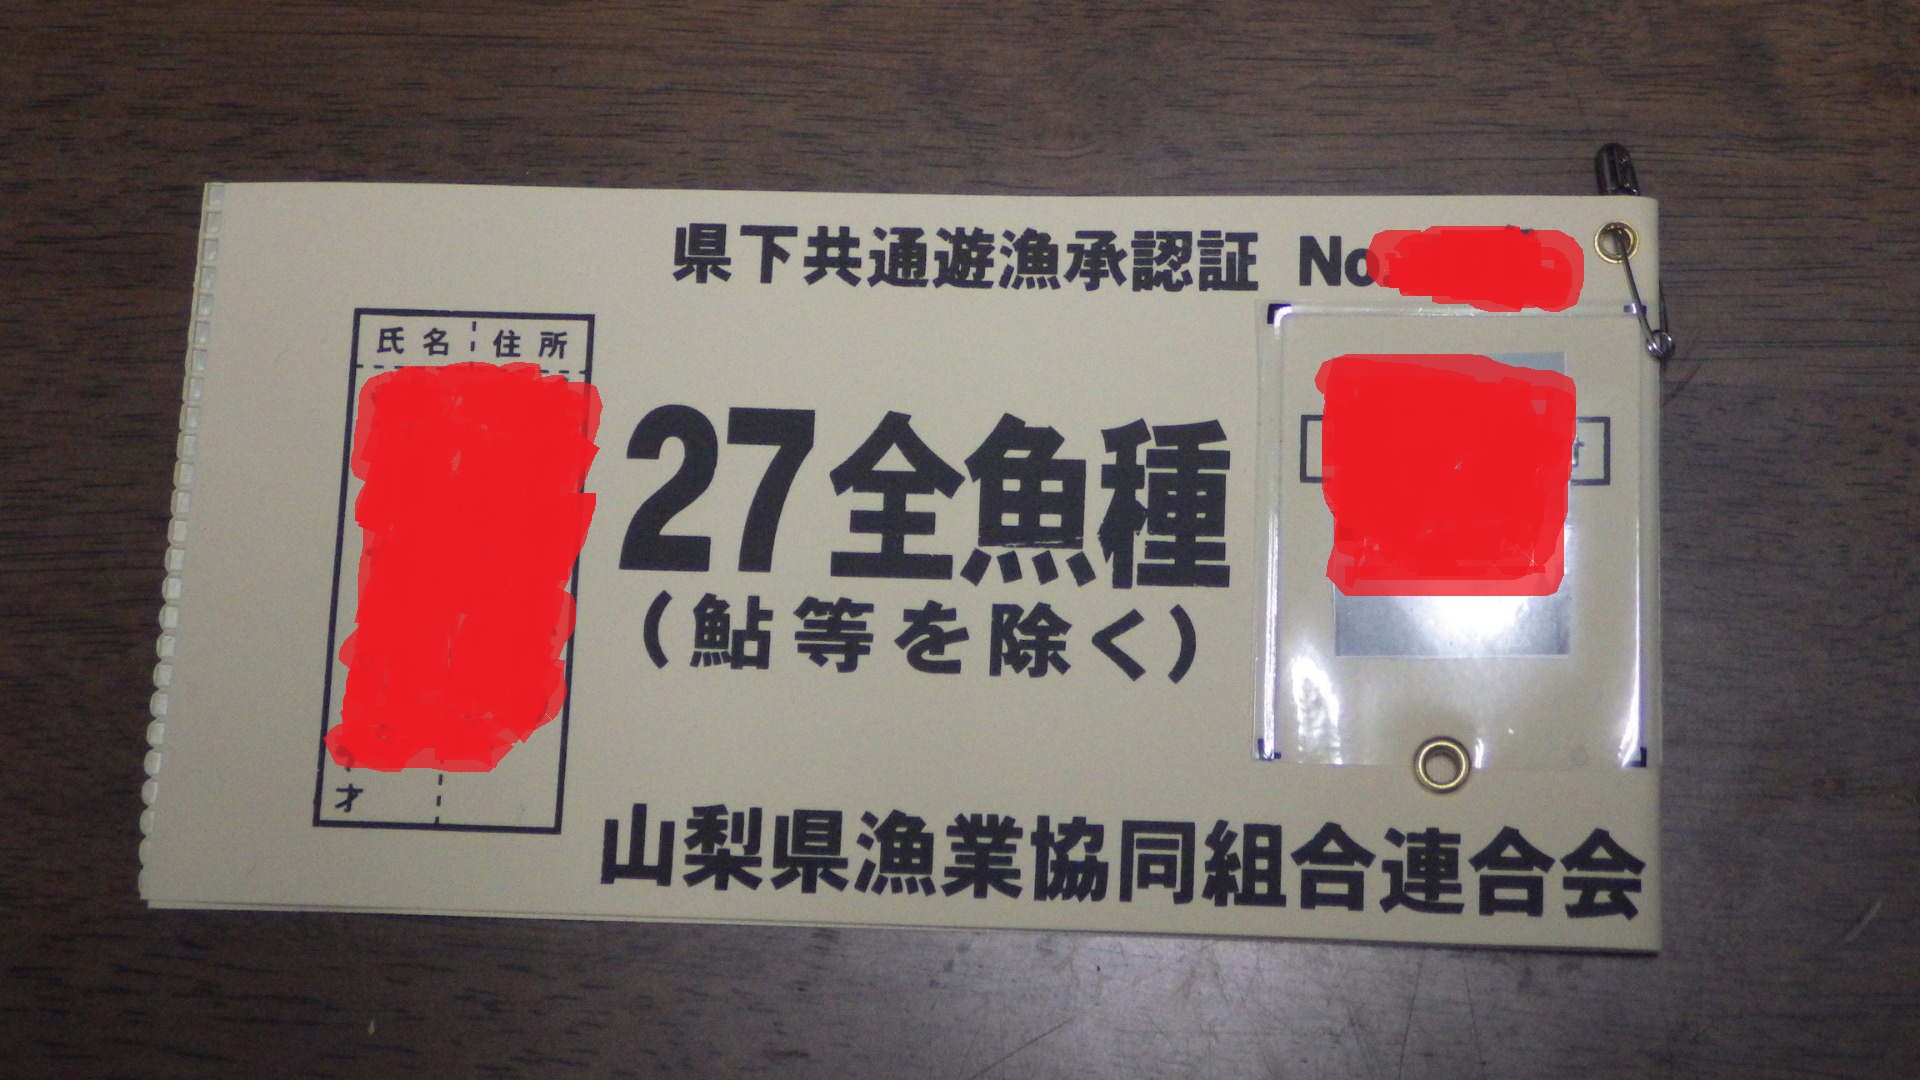 県下共通遊漁承認証 No.
氏名 住所
才
27全魚種
(鮎等を除く)
山梨県漁業協同組合連合会